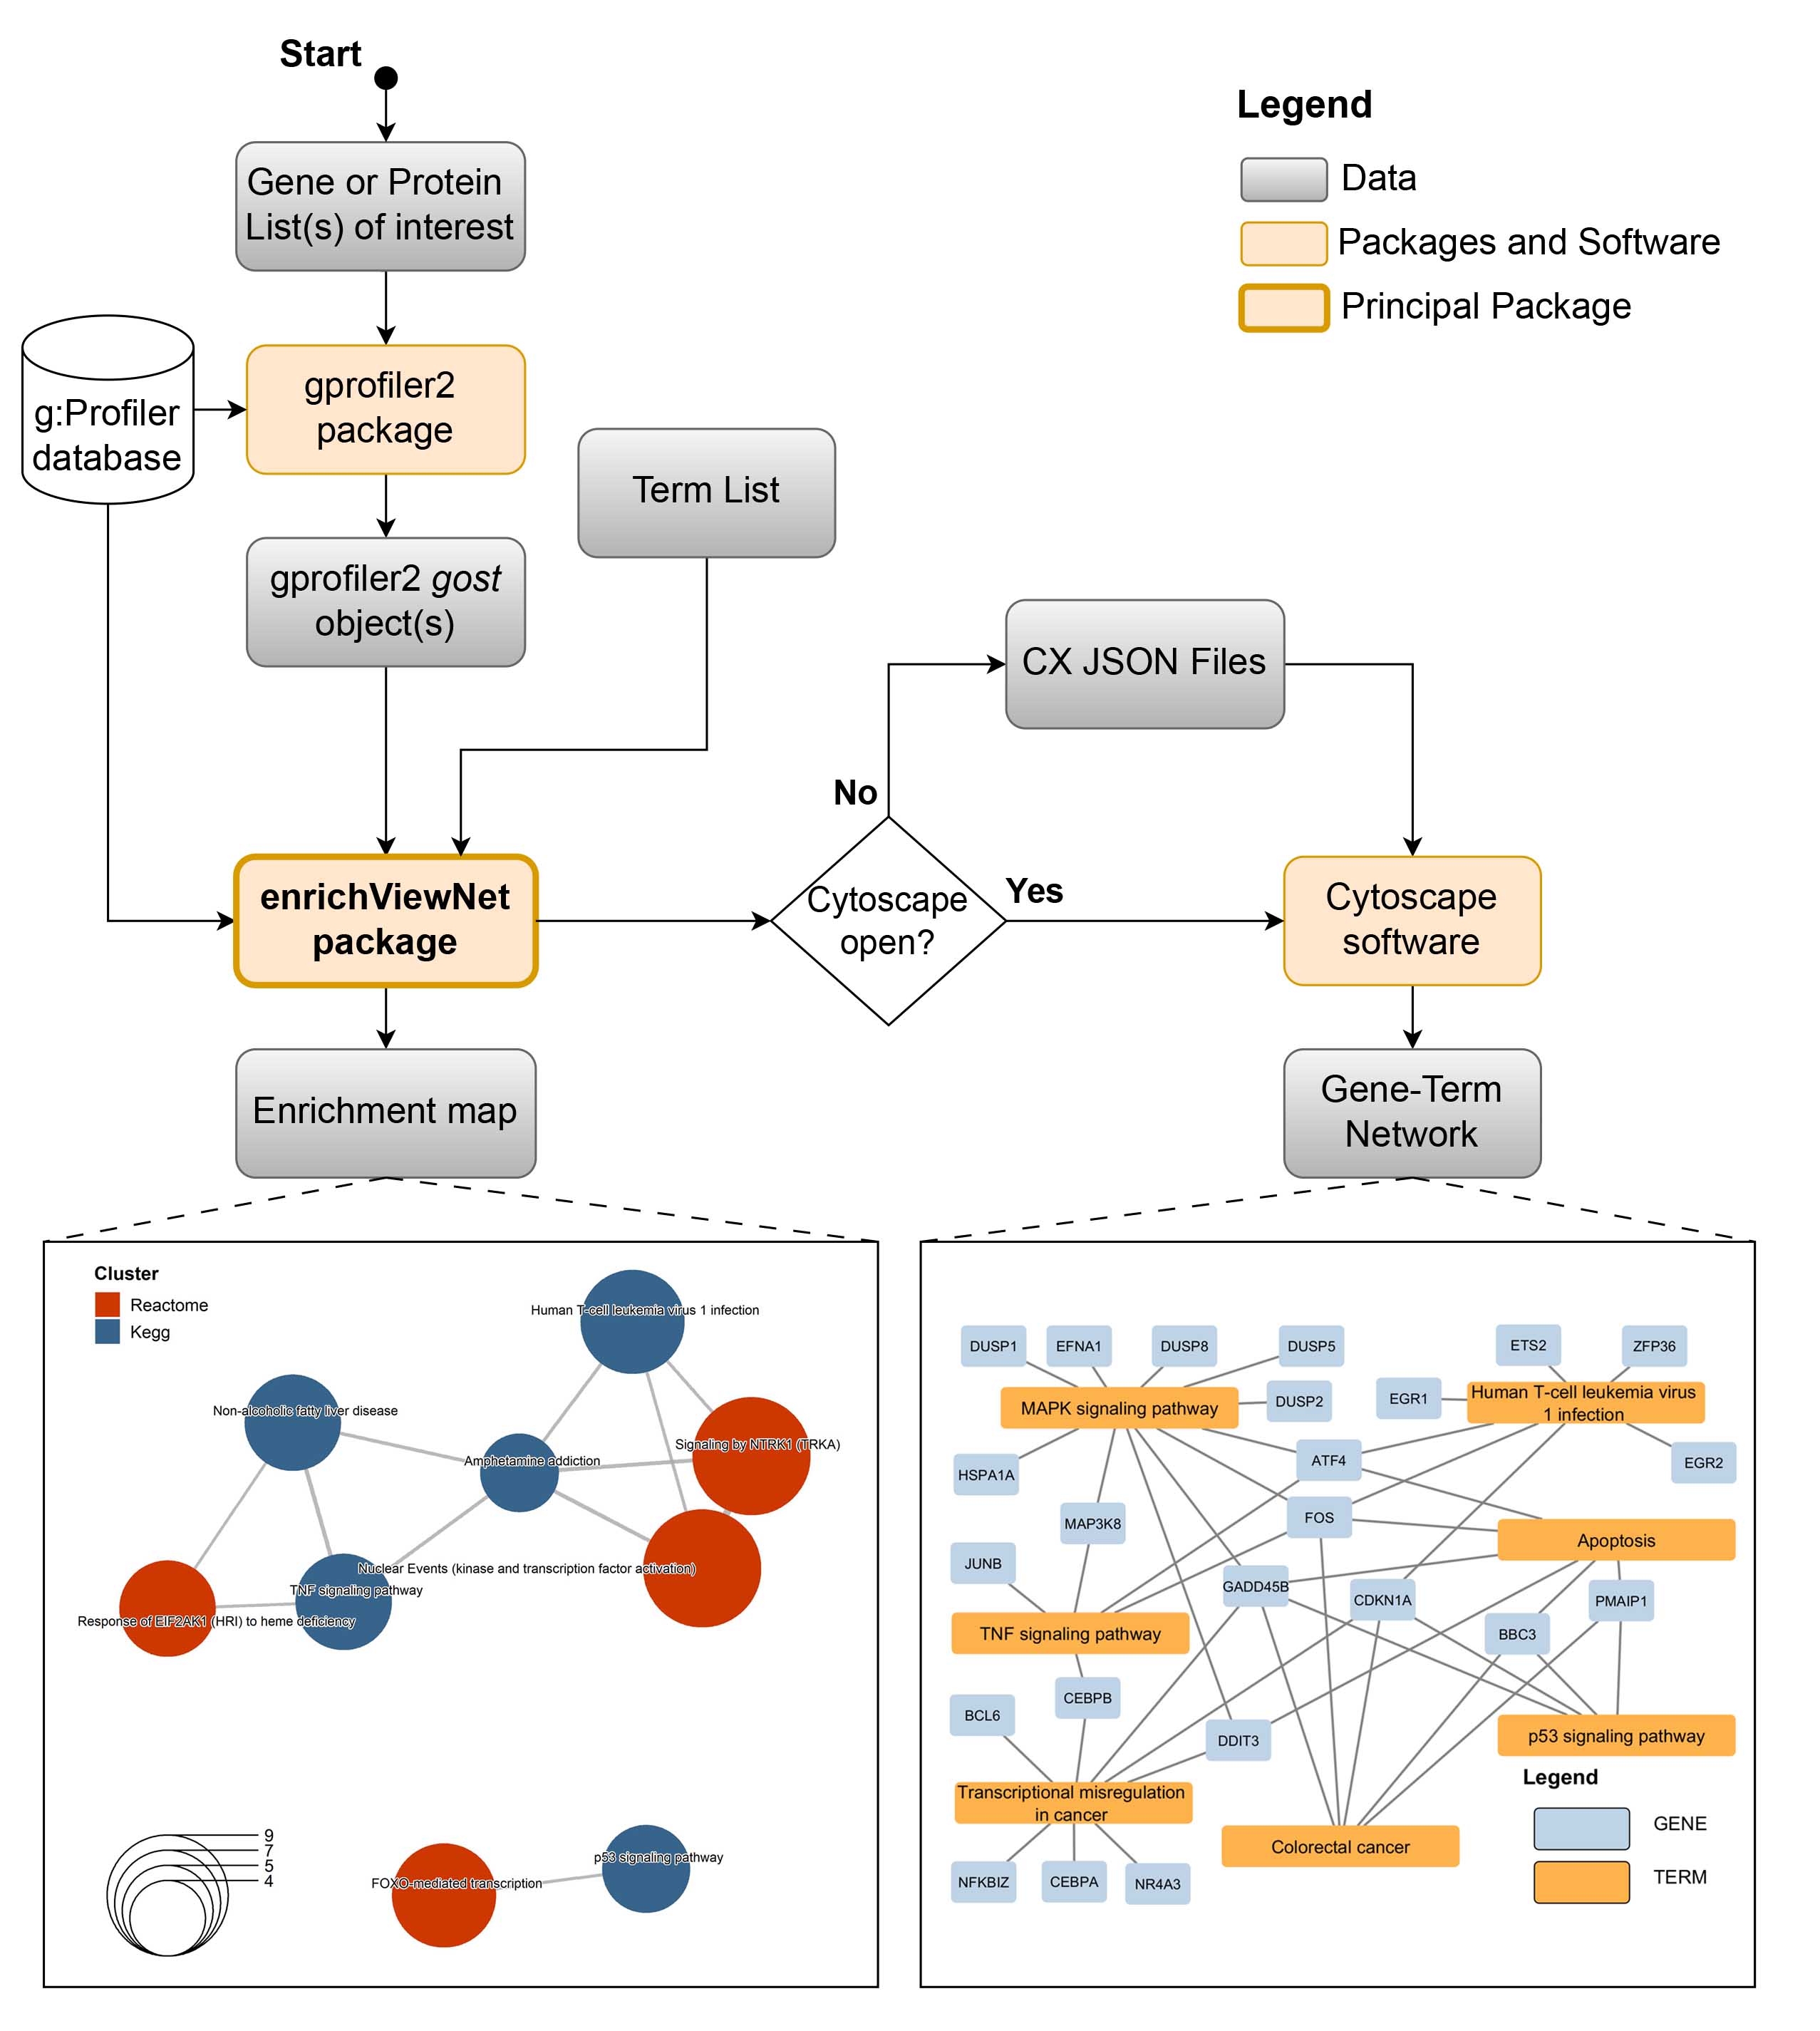 Start
Legend
Data
Packages and Software
Principal Package
Gene or Protein
List(s) of interest
g:Profiler
database
gprofiler2
package
Term List
gprofiler2 gost
object(s)
CX JSON Files
No
Yes
enrichViewNet
package
Cytoscape
open?
Cytoscape
software
Enrichment map
Gene-Term
Network
Cluster
Reactome
Kegg
Human T-cell leukemia virus 1 infection
Non-alcoholic fatty liver disease
Signaling by NTRK1 (TRKA)
Amphetamine addiction
Nuclear Events (kinase and transcription factor activation)
TNF signaling pathway
Response of EIF2AK1 (HRI) to heme deficiency
9
7
5
4
p53 signaling pathway
FOXO-mediated transcription
DUSP1
EFNA1
DUSP8
DUSP5
ETS2
ZFP36
MAPK signaling pathway
DUSP2
EGR1
Human T-cell leukemia virus
1 infection
HSPA1A
ATF4
EGR2
MAP3K8
FOS
Apoptosis
JUNB
GADD45B
CDKN1A
PMAIP1
TNF signaling pathway
BBC3
CEBPB
BCL6
DDIT3
p53 signaling pathway
Transcriptional misregulation
in cancer
Colorectal cancer
NFKBIZ
CEBPA
NR4A3
Legend
GENE
TERM